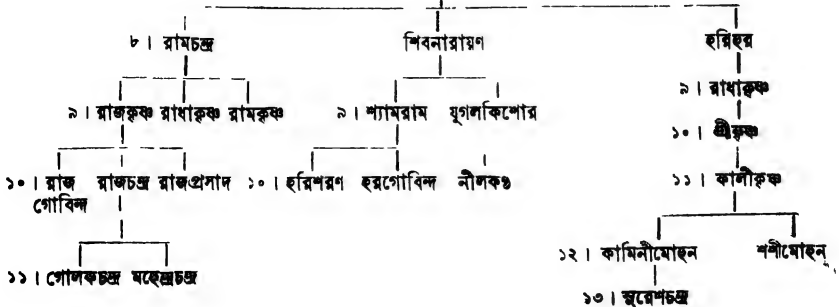 ৮। রামচন্দ্র শিবনারায়ণ হরিহর
৯। রাধাকৃষ্ণ
৯। রাজকৃষ্ণ রাধাকৃষ্ণ রামকৃষ্ণ ৯। শ্যামরাম যুগলকিশোর
১০। শ্রীকৃষ্ণ
১০। রাজ রাজচন্দ্র রাজপ্রসাদ ১০। হরিশরণ হরগোবিন্দ নীলকণ্ঠ ১১। কালীকৃষ্ণ
গোবিন্দ
১২। কামিনীমোহন শশীমোহন
১১। গোলকচন্দ্র মহেন্দ্রচন্দ্র
১৩। সুরেশচন্দ্র